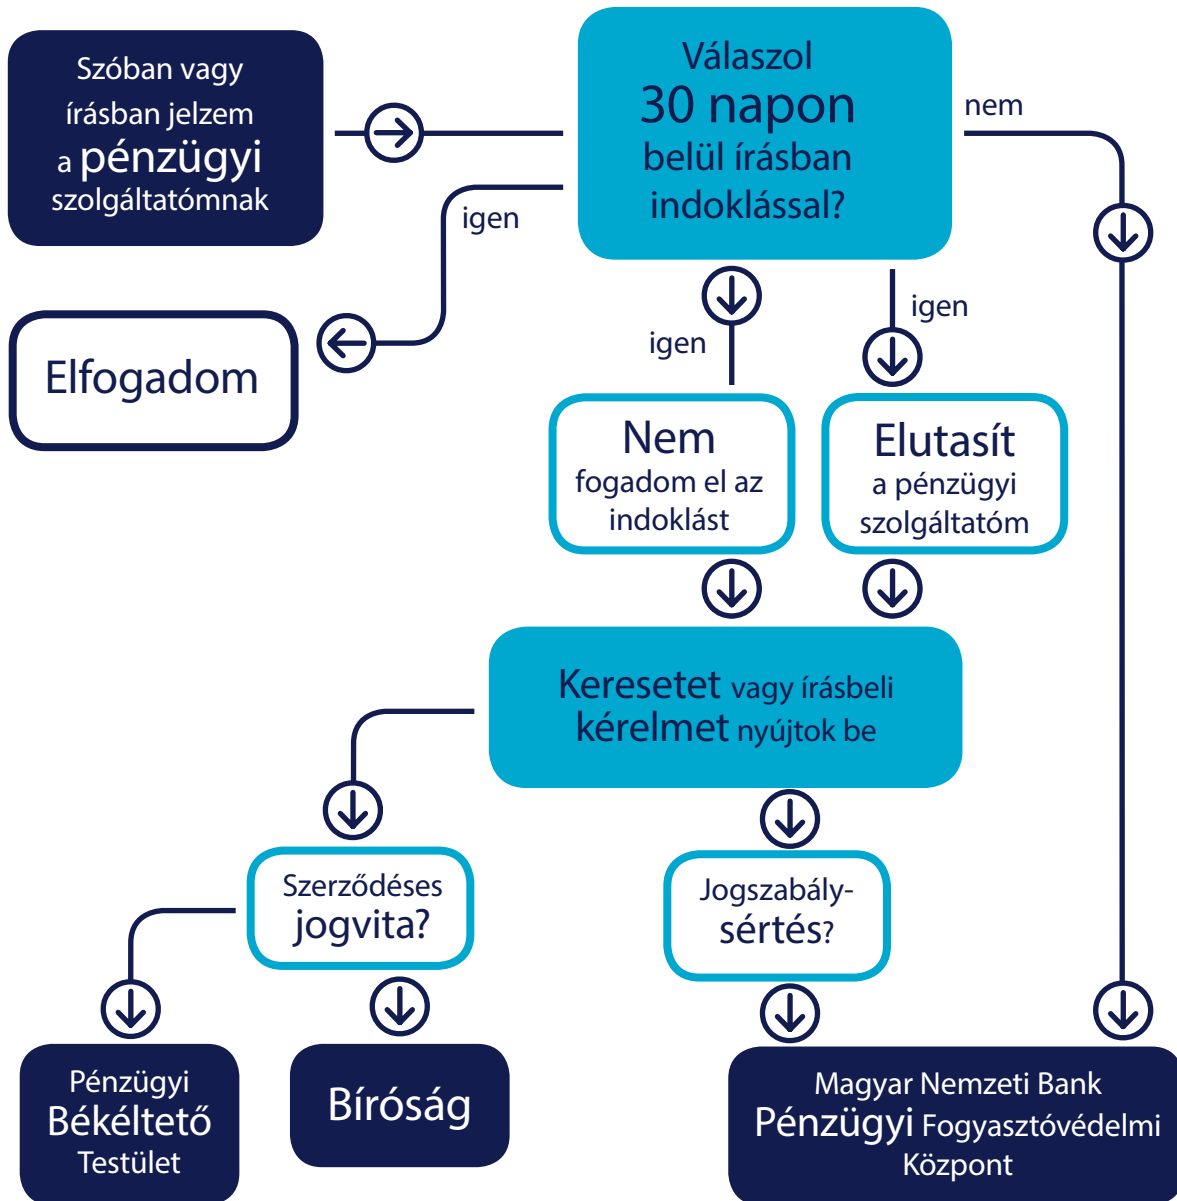 Szóban vagy
írásban jelzem
a pénzügyi
szolgáltatómnak
Válaszol
30 napon
belül írásban
indoklással?
nem
igen
Elfogadom
igen
igen
Nem
fogadom el az
indoklást
Elutasít
a pénzügyi
szolgáltatóm
Keresetet vagy írásbeli
kérelmet nyújtok be
Szerződéses
jogvita?
Jogszabály-
sértés?
Pénzügyi
Békéltető
Testület
Bíróság
Magyar Nemzeti Bank
Pénzügyi Fogyasztóvédelmi
Központ